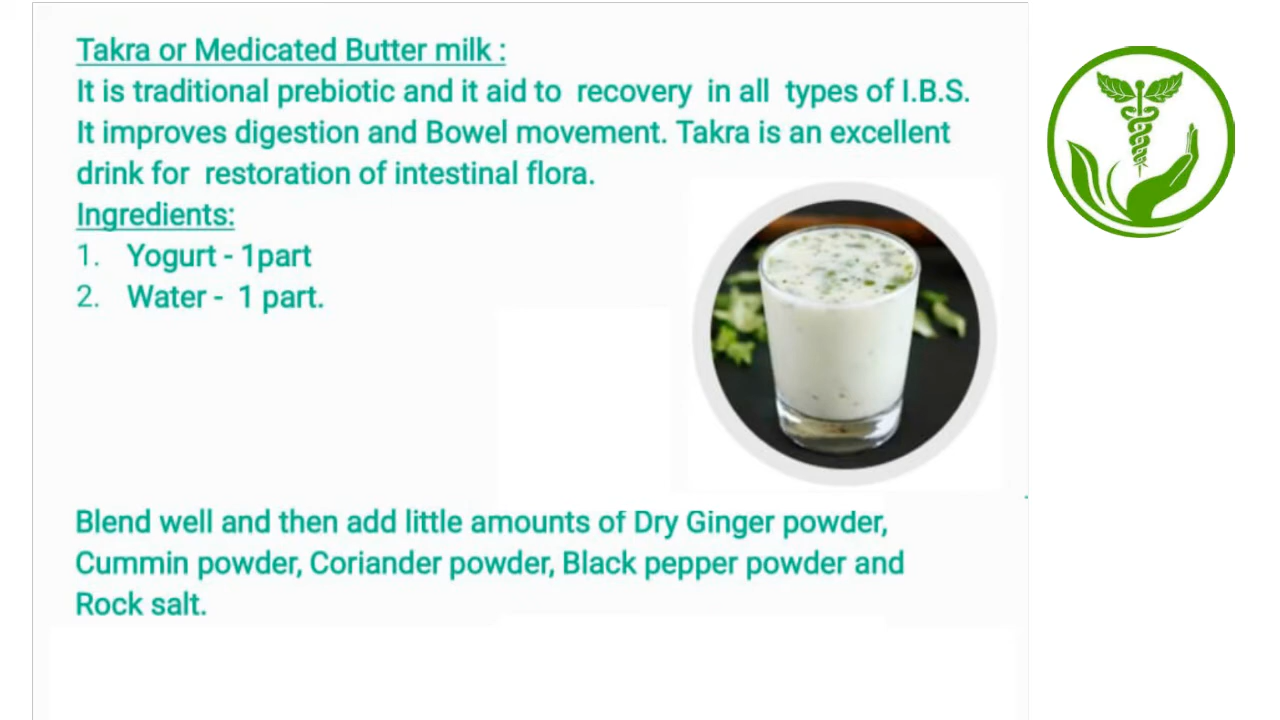 Takra or Medicated Butter milk :
It is traditional prebiotic and it aid to recovery in all types of I.B.S.
It improves digestion and Bowel movement. Takra is an excellent
drink for restoration of intestinal flora.
Ingredients:
1. Yogurt - 1part
2. Water - 1 part.
Blend well and then add little amounts of Dry Ginger powder,
Cummin powder, Coriander powder, Black pepper powder and
Rock salt.